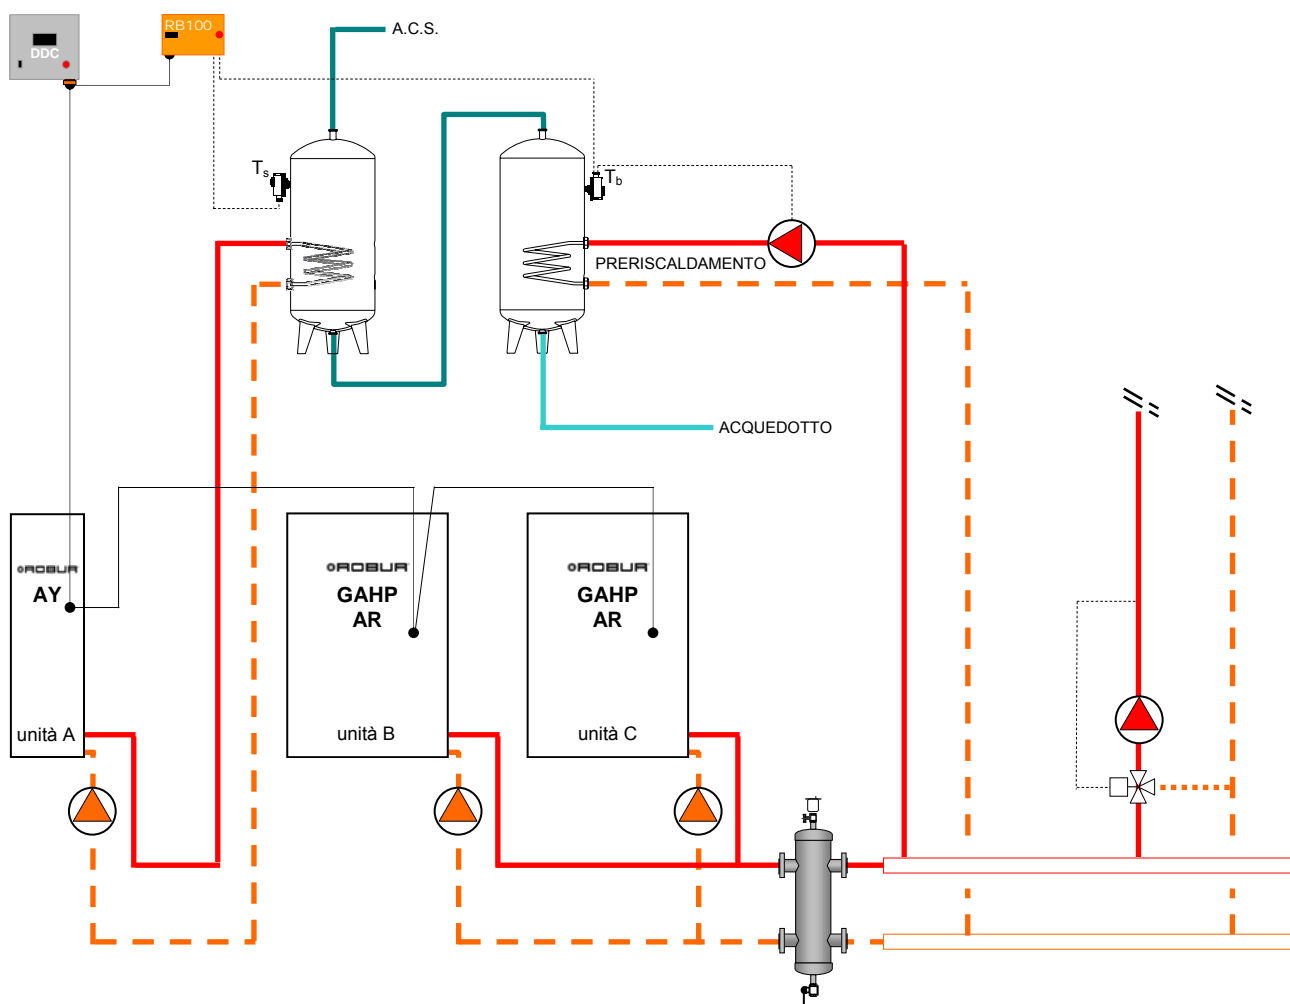 DDC
RB100
A.C.S.
Ts
Tb
PRERISCALDAMENTO
ACQUEDOTTO
ROBUR
AY
unità A
ROBUR
GAHP
AR
unità B
ROBUR
GAHP
AR
unità C